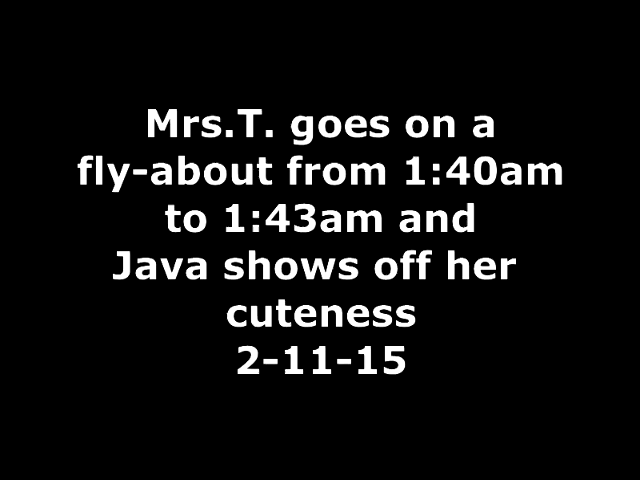 Mrs.T. goes on a
fly-about from 1:40am
to 1:43am and
Java shows off her
cuteness
2-11-15